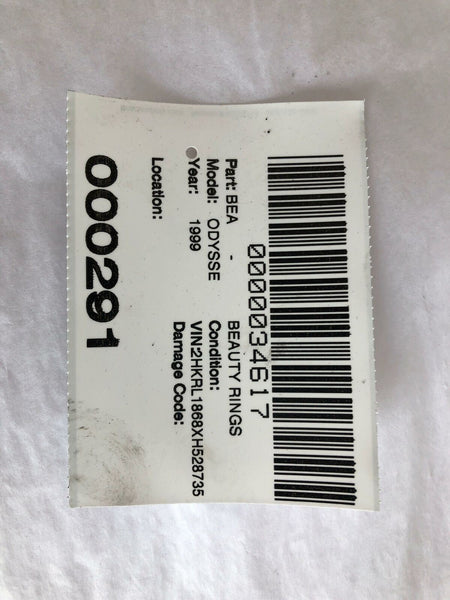 0000034617
Part: BEA - BEAUTY RINGS
Model: ODYSSE Condition:
Year: 1999 VIN:2HKRL1868XH528735
Damage Code:
Location:
000291